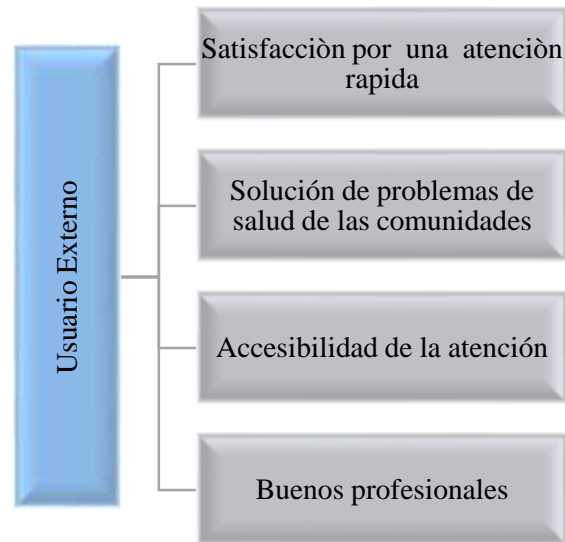 Usuario Externo
Satisfacciòn por una atenciòn
rapida
Solución de problemas de
salud de las comunidades
Accesibilidad de la atención
Buenos profesionales